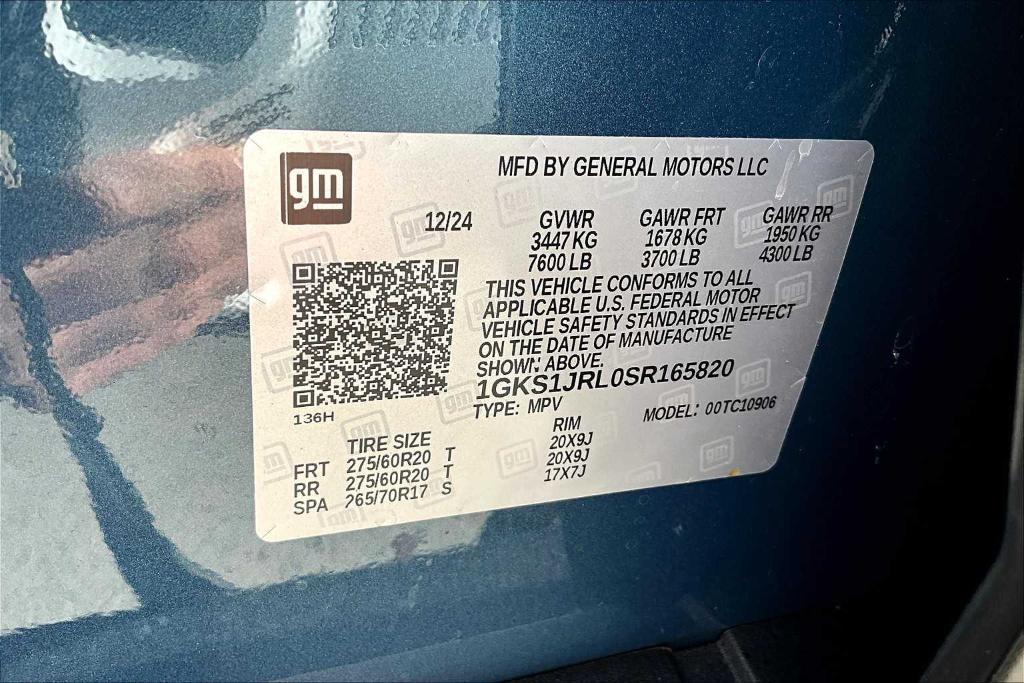 gm
MFD BY GENERAL MOTORS LLC
12/24 GVWR GAWR FRT GAWR RR
3447 KG 1678 KG 1950 KG
7600 LB 3700 LB 4300 LB
THIS VEHICLE CONFORMS TO ALL
APPLICABLE U.S. FEDERAL MOTOR
VEHICLE SAFETY STANDARDS IN EFFECT
ON THE DATE OF MANUFACTURE
SHOWN ABOVE.
1GKS1JRL0SR165820
136H
TYPE: MPV MODEL: 00TC10906
TIRE SIZE RIM
FRT 275/60R20 T 20X9J
RR 275/60R20 T 20X9J
SPA 265/70R17 S 17X7J